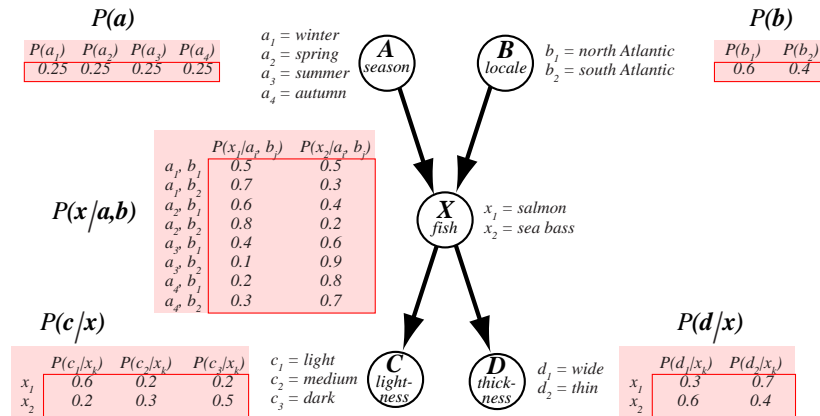 P(a)
P(a1) P(a2) P(a3) P(a4)
0.25 0.25 0.25 0.25
a1 = winter
a2 = spring
a3 = summer
a4 = autumn
A
season
B
locale
b1 = north Atlantic
b2 = south Atlantic
P(b)
P(b1) P(b2)
0.6 0.4
P(x|a,b)
P(x1|ai, bj) P(x2|ai, bj)
a1, b1 0.5 0.5
a1, b2 0.7 0.3
a2, b1 0.6 0.4
a2, b2 0.8 0.2
a3, b1 0.4 0.6
a3, b2 0.1 0.9
a4, b1 0.2 0.8
a4, b2 0.3 0.7
X
fish
x1 = salmon
x2 = sea bass
P(c|x)
P(c1|xk) P(c2|xk) P(c3|xk)
x1 0.6 0.2 0.2
x2 0.2 0.3 0.5
c1 = light
c2 = medium
c3 = dark
C
light-
ness
D
thick-
ness
d1 = wide
d2 = thin
P(d|x)
P(d1|xk) P(d2|xk)
x1 0.3 0.7
x2 0.6 0.4